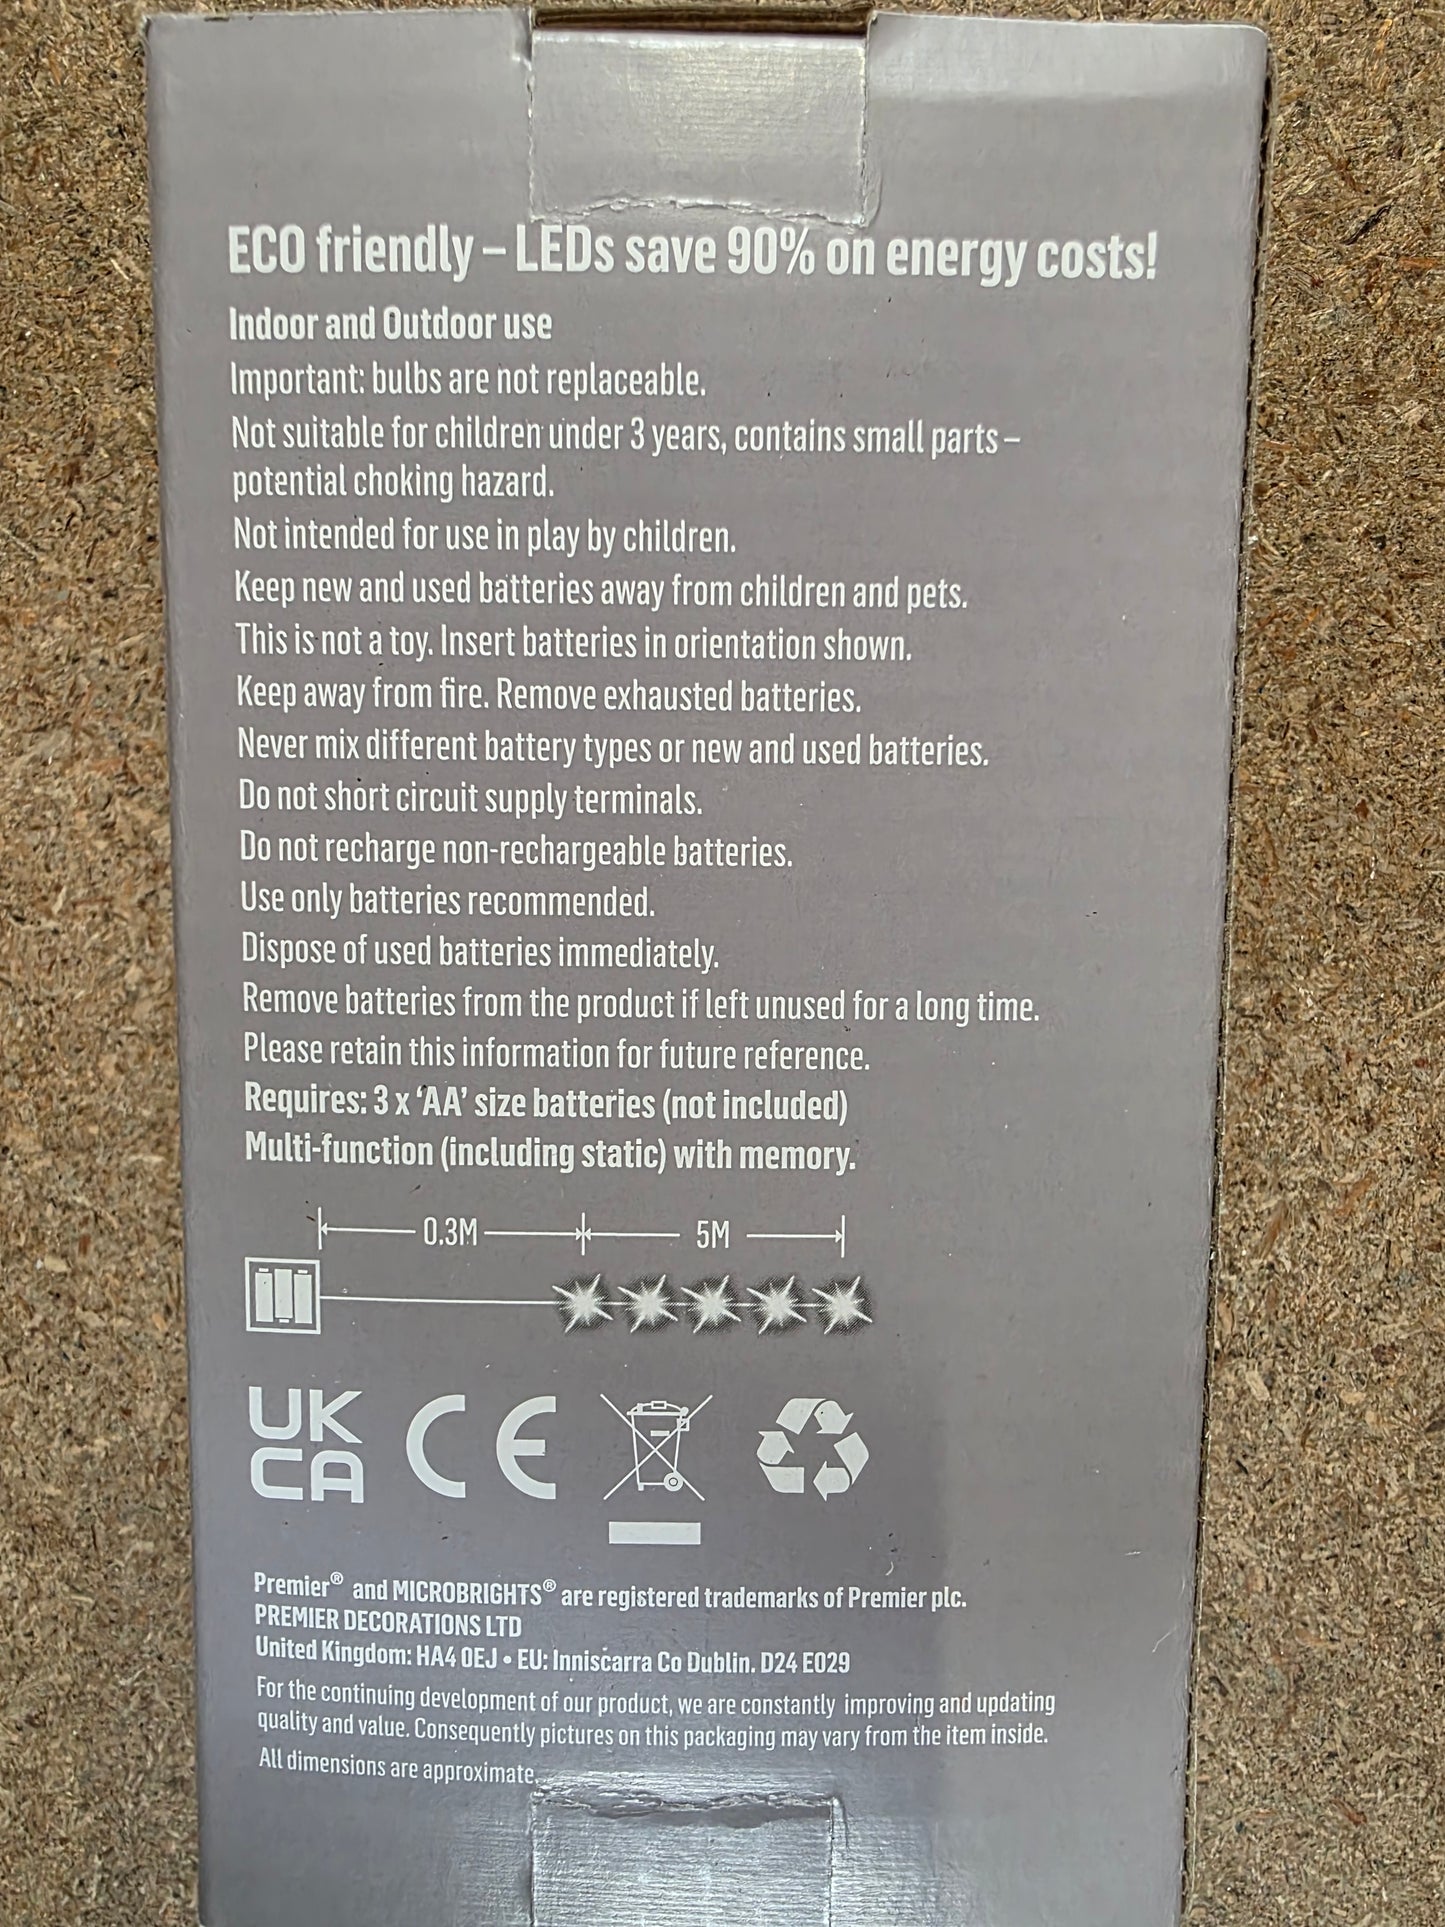 ECO friendly – LEDs save 90% on energy costs!
Indoor and Outdoor use
Important: bulbs are not replaceable.
Not suitable for children under 3 years, contains small parts –
potential choking hazard.
Not intended for use in play by children.
Keep new and used batteries away from children and pets.
This is not a toy. Insert batteries in orientation shown.
Keep away from fire. Remove exhausted batteries.
Never mix different battery types or new and used batteries.
Do not short circuit supply terminals.
Do not recharge non-rechargeable batteries.
Use only batteries recommended.
Dispose of used batteries immediately.
Remove batteries from the product if left unused for a long time.
Please retain this information for future reference.
Requires: 3 x ‘AA’ size batteries (not included)
Multi-function (including static) with memory.
0.3M 5M
UK
CA
CE
Premier® and MICROBRIGHTS® are registered trademarks of Premier plc.
PREMIER DECORATIONS LTD
United Kingdom: HA4 0EJ • EU: Inniscarra Co Dublin. D24 E029
For the continuing development of our product, we are constantly improving and updating
quality and value. Consequently pictures on this packaging may vary from the item inside.
All dimensions are approximate.